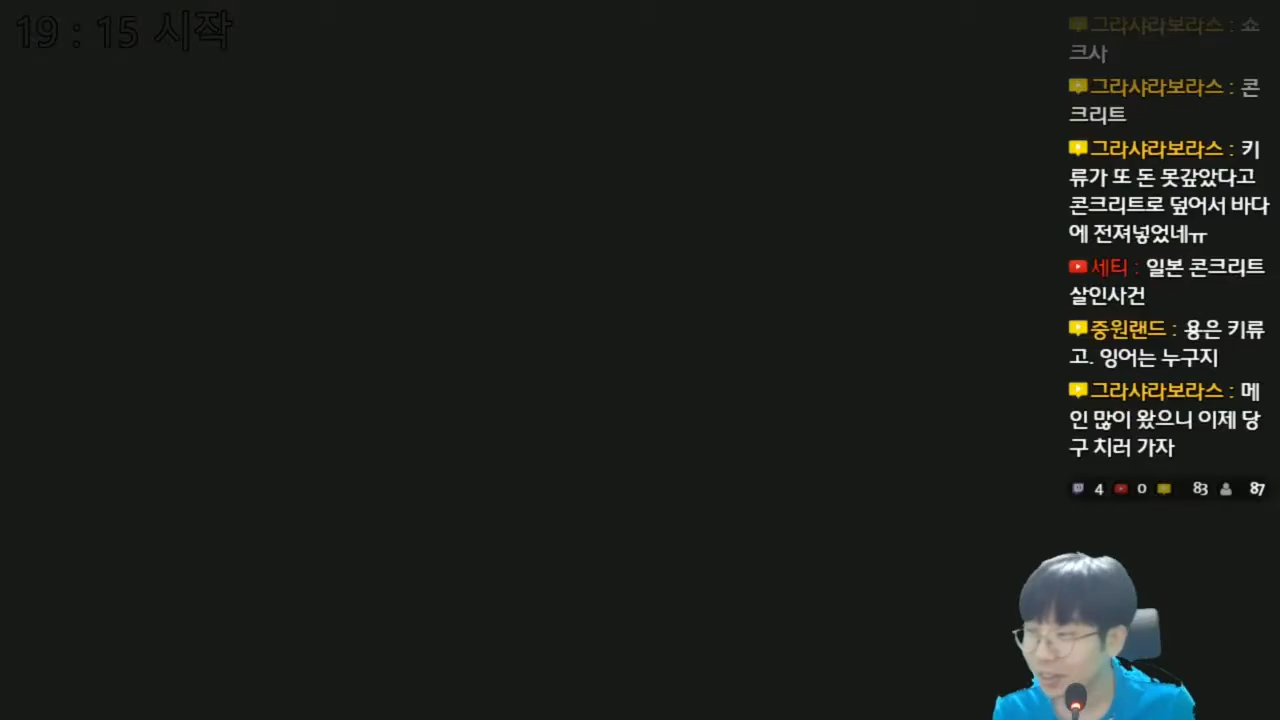 19 : 15 시작
그라샤라보라스 : 쇼
크사
그라샤라보라스 : 콘
크리트
그라샤라보라스 : 키
류가 또 돈 못갚았다고
콘크리트로 덮어서 바다
에 전져넣었네ㅠ
세티 : 일본 콘크리트
살인사건
중원랜드 : 용은 키류
고. 잉어는 누구지
그라샤라보라스 : 메
인 많이 왔으니 이제 당
구 치러 가자
4 0 83 87